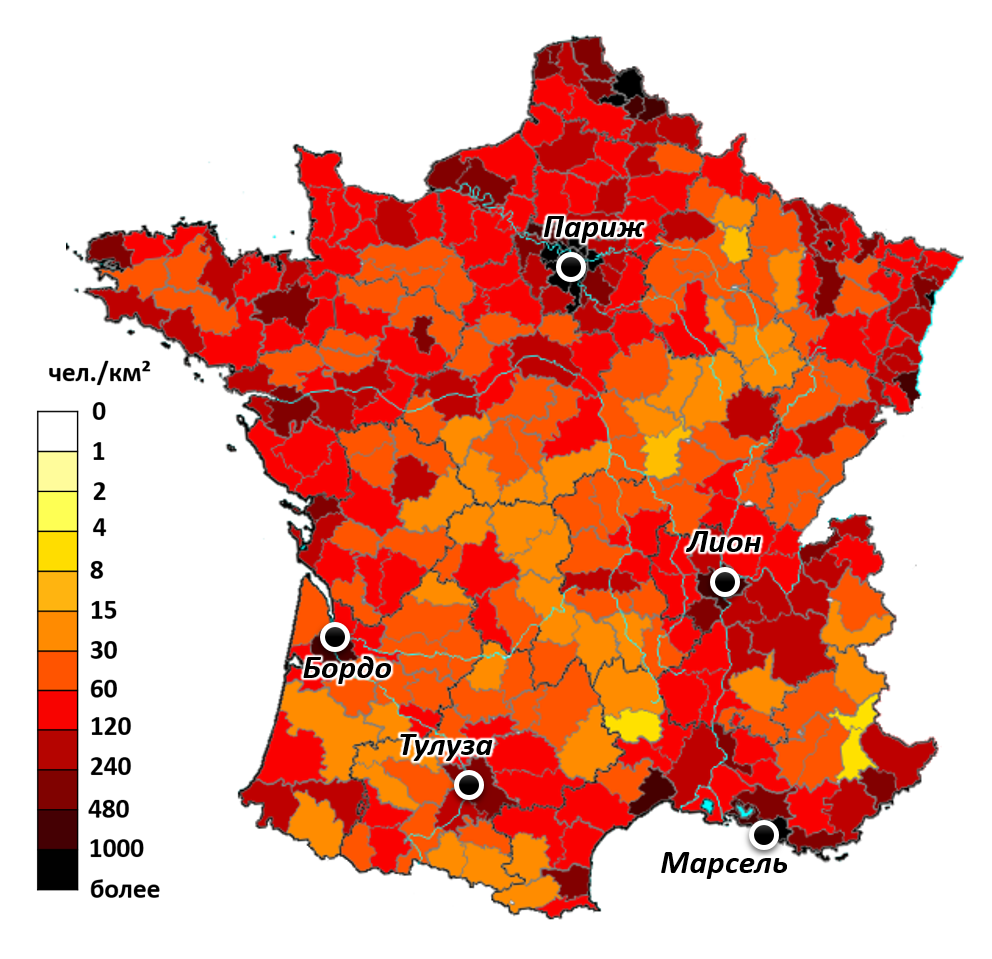 Париж
чел./км²
0
1
2
4
8
15
30
60
120
240
480
1000
более
Лион
Бордо
Тулуза
Марсель